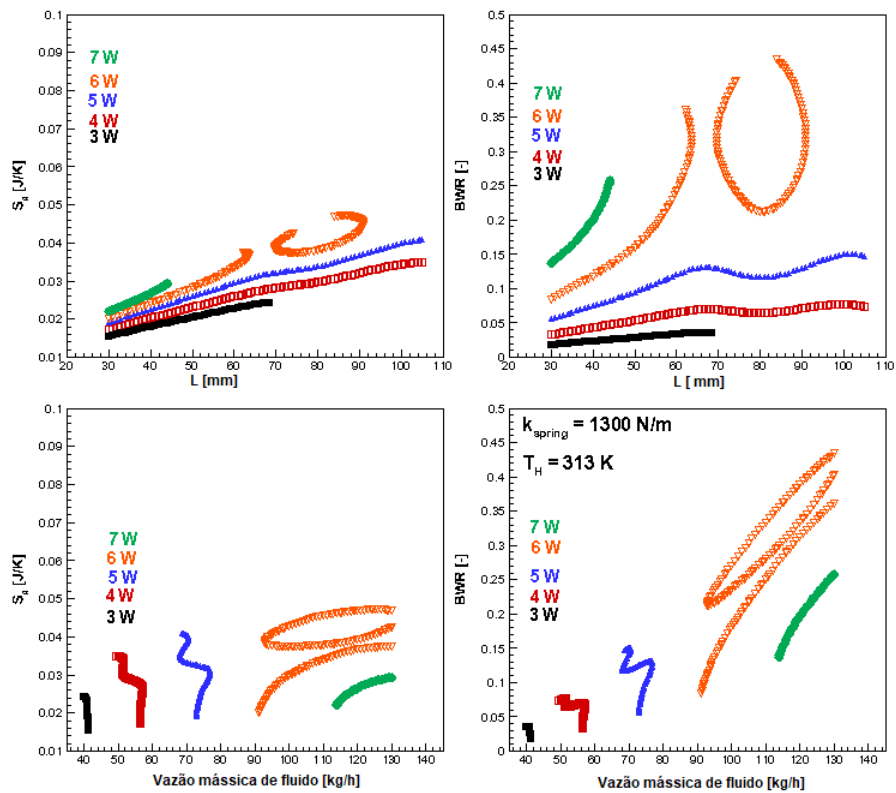 0.1
0.09
0.08
0.07
0.06
0.05
0.04
0.03
0.02
0.01
S_a [J/K]
7 W
6 W
5 W
4 W
3 W
20 30 40 50 60 70 80 90 100 110
L [mm]
0.5
0.45
0.4
0.35
0.3
0.25
0.2
0.15
0.1
0.05
0
BWR [-]
7 W
6 W
5 W
4 W
3 W
20 30 40 50 60 70 80 90 100 110
L [ mm]
0.1
0.09
0.08
0.07
0.06
0.05
0.04
0.03
0.02
0.01
S_a [J/K]
7 W
6 W
5 W
4 W
3 W
40 50 60 70 80 90 100 110 120 130 140
Vazão mássica de fluido [kg/h]
0.5
0.45
0.4
0.35
0.3
0.25
0.2
0.15
0.1
0.05
0
BWR [-]
k_spring = 1300 N/m
T_H = 313 K
7 W
6 W
5 W
4 W
3 W
40 50 60 70 80 90 100 110 120 130 140
Vazão mássica de fluido [kg/h]